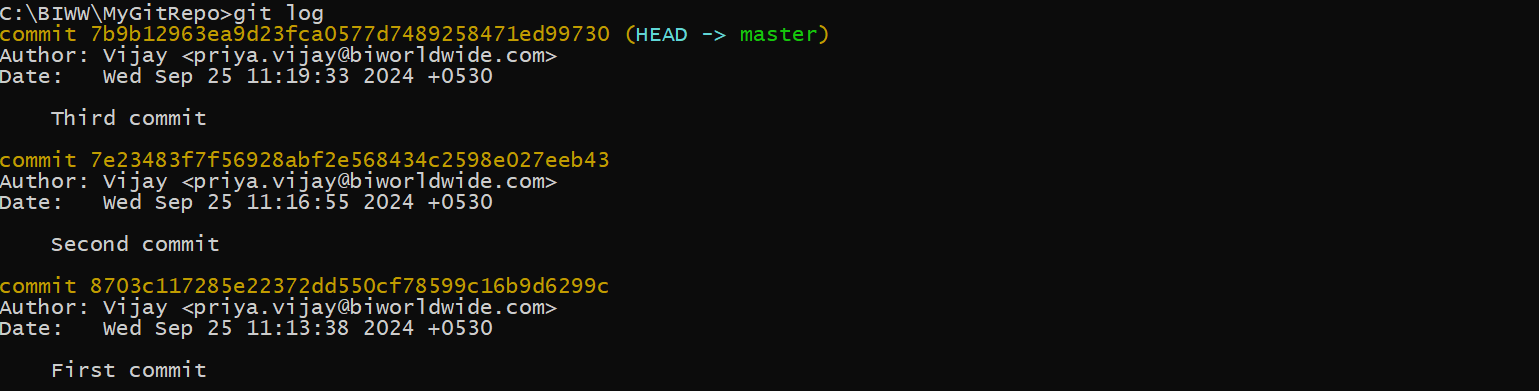 C:\BIWW\MyGitRepo>git log
commit 7b9b12963ea9d23fca0577d7489258471ed99730 (HEAD -> master)
Author: Vijay <priya.vijay@biworldwide.com>
Date:   Wed Sep 25 11:19:33 2024 +0530
    Third commit
commit 7e23483f7f56928abf2e568434c2598e027eeb43
Author: Vijay <priya.vijay@biworldwide.com>
Date:   Wed Sep 25 11:16:55 2024 +0530
    Second commit
commit 8703c117285e22372dd550cf78599c16b9d6299c
Author: Vijay <priya.vijay@biworldwide.com>
Date:   Wed Sep 25 11:13:38 2024 +0530
    First commit